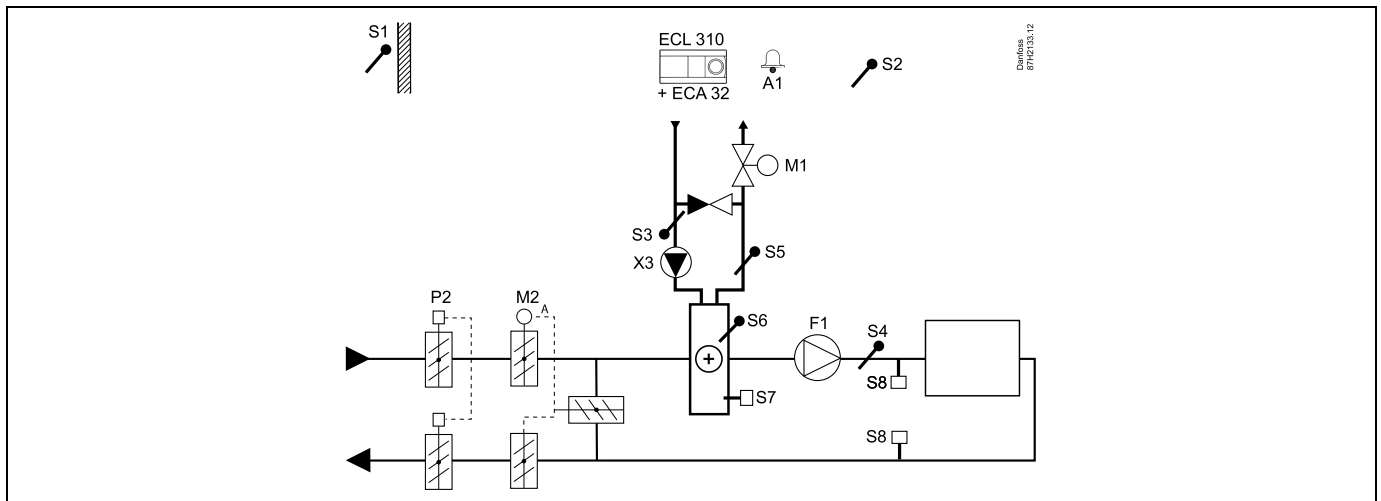 S1
ECL 310
+ ECA 32
A1
S2
Danfoss
87H2133.12
M1
S3
S5
X3
P2
M2
A
S6
F1
S4
S8
S7
S8